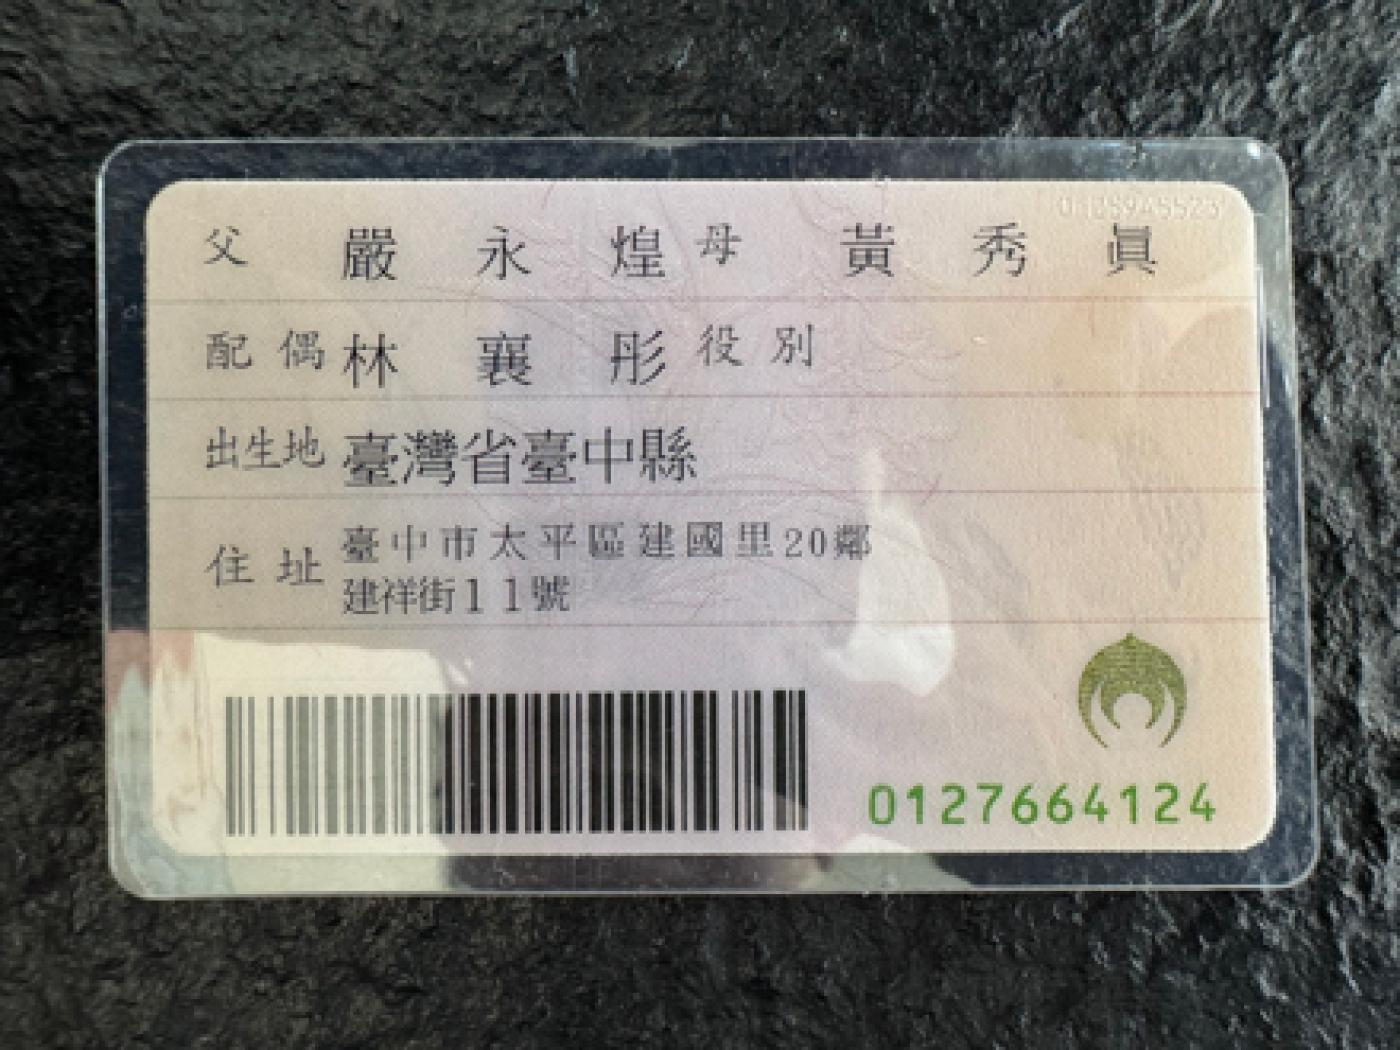 父 嚴永煌 母 黃秀眞
配偶 林襄彤 役別
出生地 臺灣省臺中縣
住址 臺中市太平區建國里20鄰
建祥街11號
0127664124